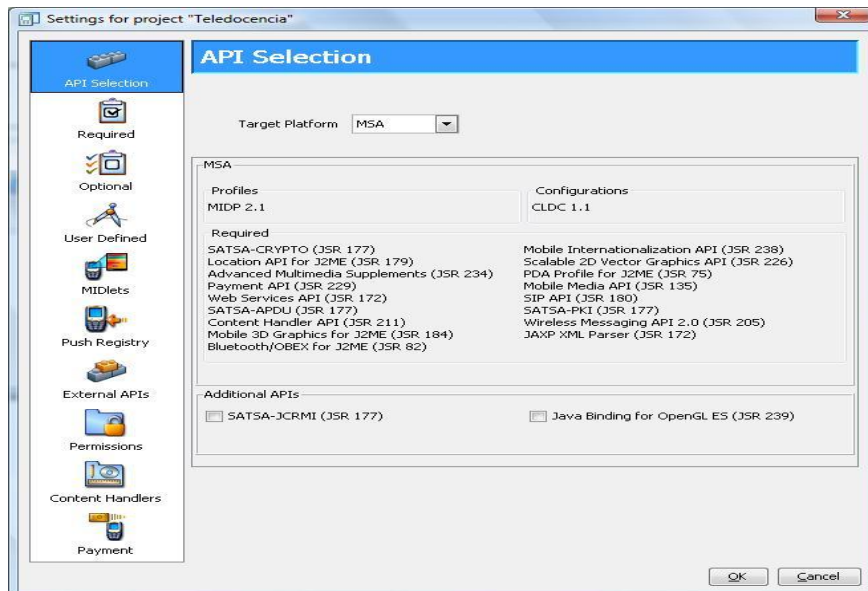 Settings for project "Teledocencia"
API Selection
Required
Optional
User Defined
MIDlets
Push Registry
External APIs
Permissions
Content Handlers
Payment
API Selection
Target Platform MSA
MSA
Profiles
MIDP 2.1
Configurations
CLDC 1.1
Required
SATSA-CRYPTO (JSR 177)
Location API for J2ME (JSR 179)
Advanced Multimedia Supplements (JSR 234)
Payment API (JSR 229)
Web Services API (JSR 172)
SATSA-APDU (JSR 177)
Content Handler API (JSR 211)
Mobile 3D Graphics for J2ME (JSR 184)
Bluetooth/OBEX for J2ME (JSR 82)
Mobile Internationalization API (JSR 238)
Scalable 2D Vector Graphics API (JSR 226)
PDA Profile for J2ME (JSR 75)
Mobile Media API (JSR 135)
SIP API (JSR 180)
SATSA-PKI (JSR 177)
Wireless Messaging API 2.0 (JSR 205)
JAXP XML Parser (JSR 172)
Additional APIs
SATSA-JCRMI (JSR 177)
Java Binding for OpenGL ES (JSR 239)
OK
Cancel